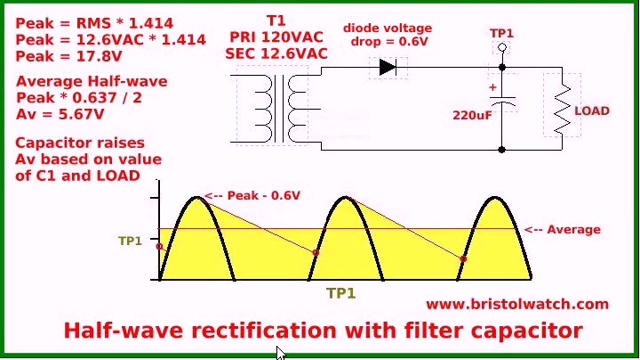 Peak = RMS * 1.414
Peak = 12.6VAC * 1.414
Peak = 17.8V
Average Half-wave
Peak * 0.637 / 2
Av = 5.67V
Capacitor raises
Av based on value
of C1 and LOAD
T1
PRI 120VAC
SEC 12.6VAC
diode voltage
drop = 0.6V
TP1
+
220uF
LOAD
<-- Peak - 0.6V
TP1
<-- Average
TP1
www.bristolwatch.com
Half-wave rectification with filter capacitor